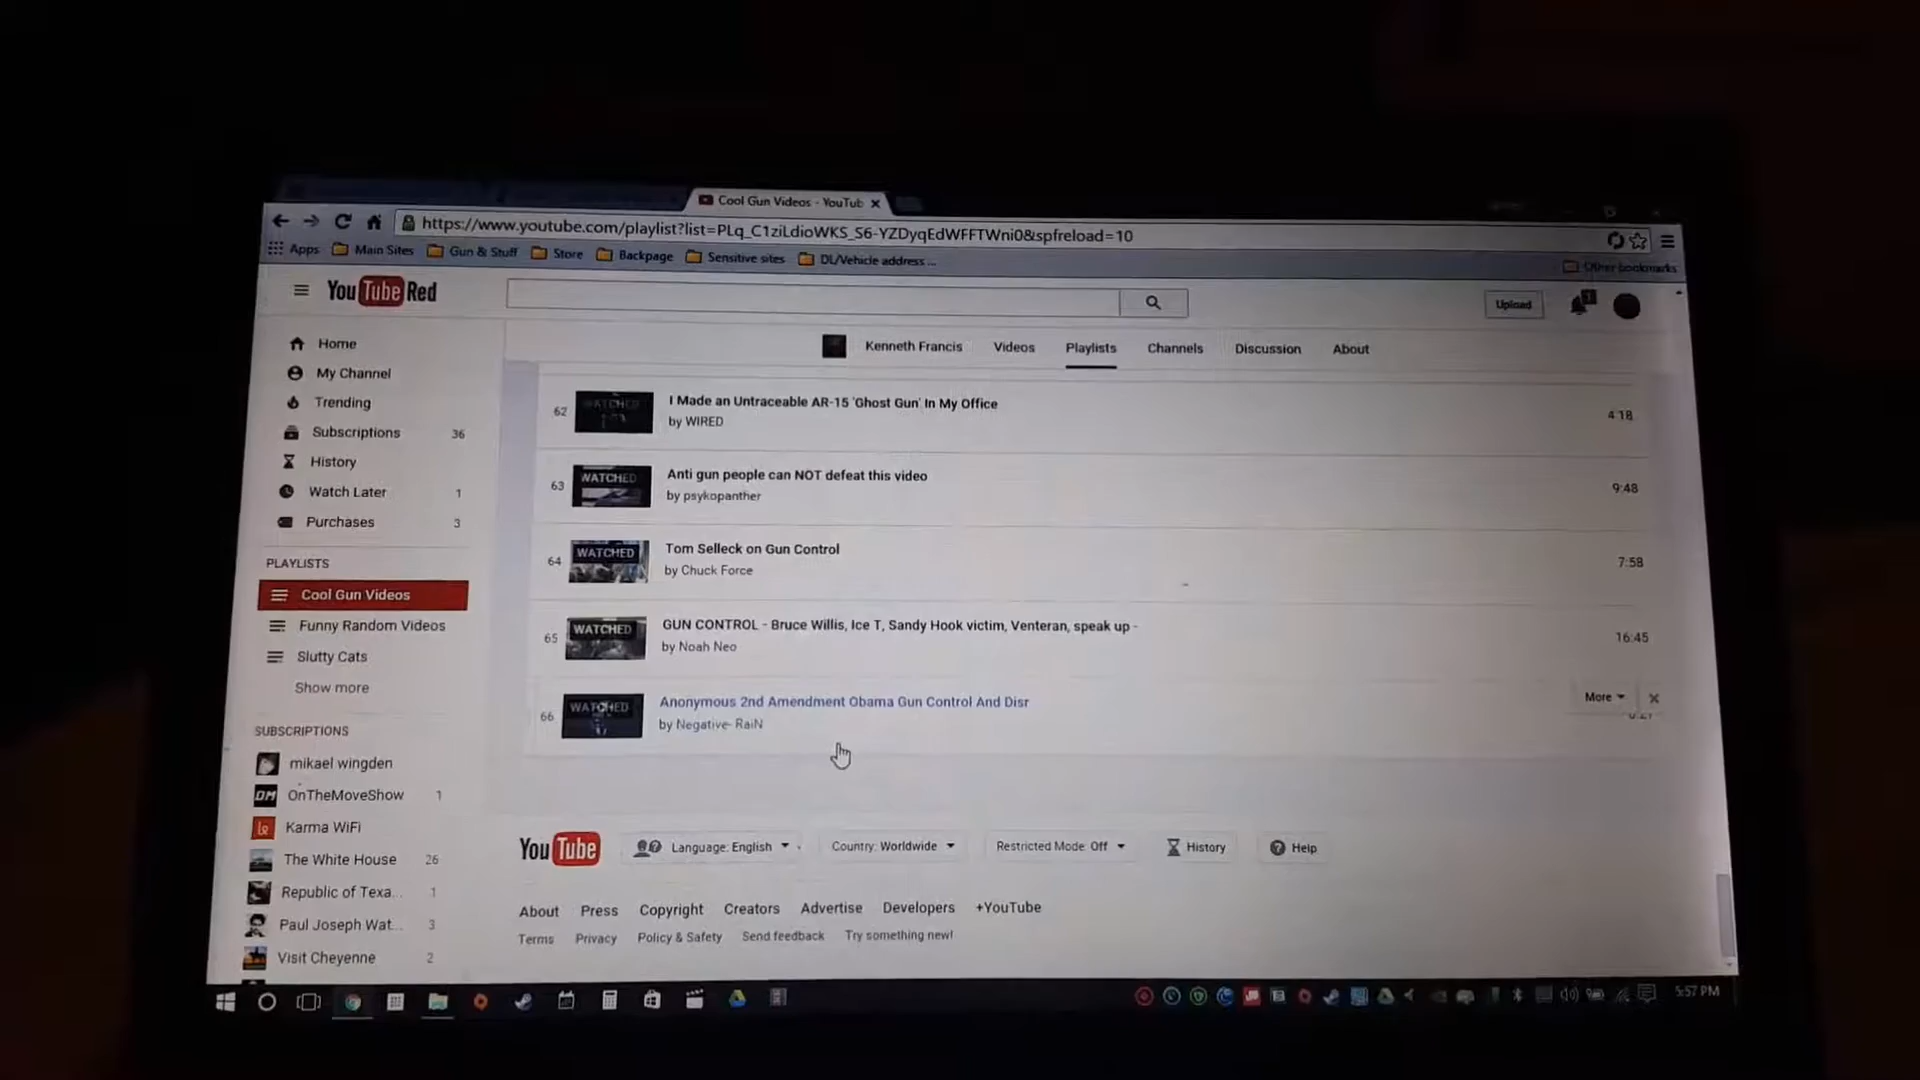 Cool Gun Videos - YouTub
https://www.youtube.com/playlist?list=PLq_C1ziLdioWKS_S6-YZDyqEdWFFTWni0&spfreload=10
Apps Main Sites Gun & Stuff Store Backpage Sensitive sites DL/Vehicle address ... Other bookmarks
YouTube Red Upload 1
Kenneth Francis Videos Playlists Channels Discussion About
Home
My Channel
Trending
Subscriptions 36
History
Watch Later 1
Purchases 3
PLAYLISTS
Cool Gun Videos
Funny Random Videos
Slutty Cats
Show more
SUBSCRIPTIONS
mikael wingden
OnTheMoveShow 1
Karma WiFi
The White House 26
Republic of Texa... 1
Paul Joseph Wat... 3
Visit Cheyenne 2
62 WATCHED I Made an Untraceable AR-15 'Ghost Gun' In My Office 4:18
by WIRED
63 WATCHED Anti gun people can NOT defeat this video 9:48
by psykopanther
64 WATCHED Tom Selleck on Gun Control 7:58
by Chuck Force
65 WATCHED GUN CONTROL - Bruce Willis, Ice T, Sandy Hook victim, Venteran, speak up - 16:45
by Noah Neo
66 WATCHED Anonymous 2nd Amendment Obama Gun Control And Disr More
by Negative- RaiN
YouTube Language: English Country: Worldwide Restricted Mode: Off History Help
About Press Copyright Creators Advertise Developers +YouTube
Terms Privacy Policy & Safety Send feedback Try something new!
5:57 PM